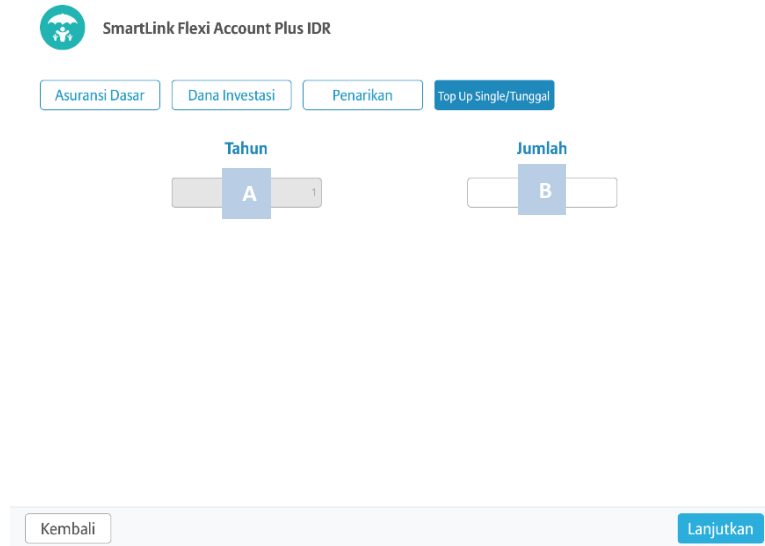 SmartLink Flexi Account Plus IDR
Asuransi Dasar Dana Investasi Penarikan Top Up Single/Tunggal
Tahun Jumlah
A 1 B
Kembali Lanjutkan